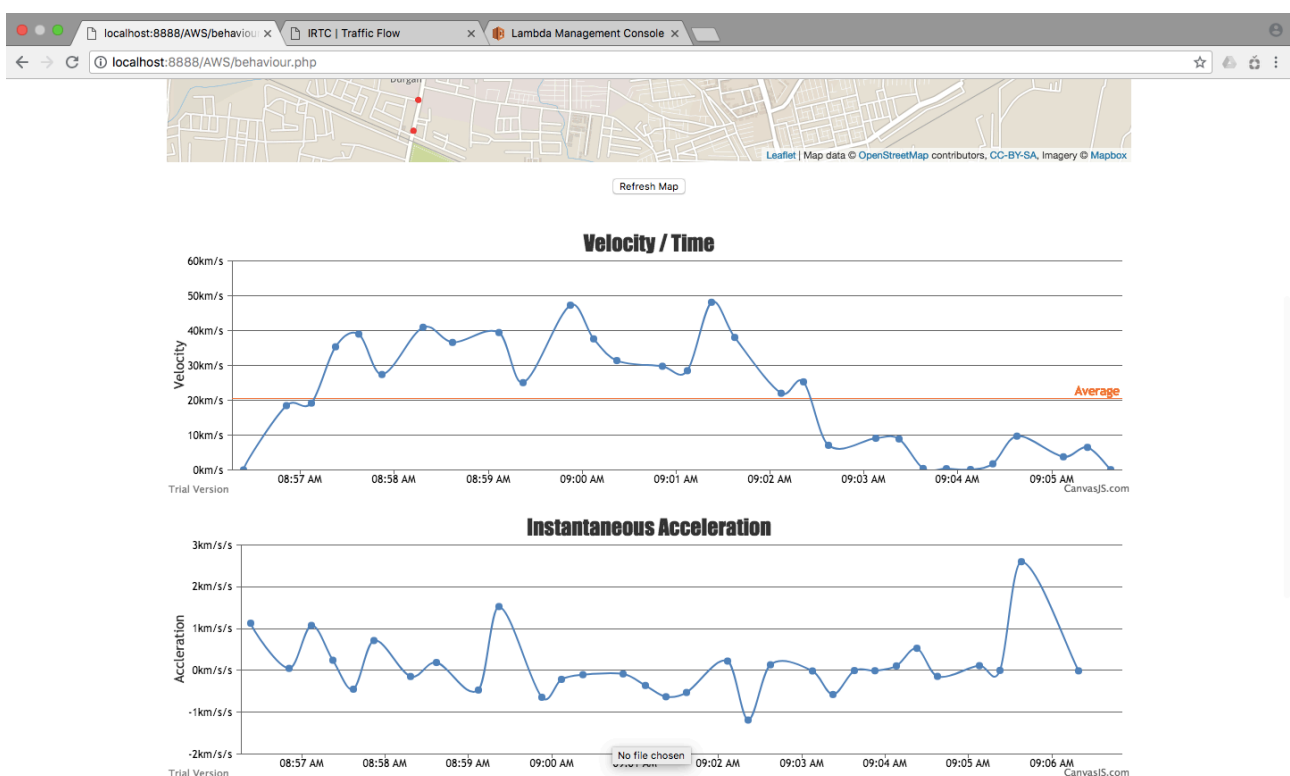 localhost:8888/AWS/behaviou
IRTC | Traffic Flow
Lambda Management Console
localhost:8888/AWS/behaviour.php
Leaflet | Map data © OpenStreetMap contributors, CC-BY-SA, Imagery © Mapbox
Refresh Map
Velocity / Time
60km/s
50km/s
40km/s
30km/s
20km/s
10km/s
0km/s
Velocity
Average
08:57 AM 08:58 AM 08:59 AM 09:00 AM 09:01 AM 09:02 AM 09:03 AM 09:04 AM 09:05 AM
Trial Version
CanvasJS.com
Instantaneous Acceleration
3km/s/s
2km/s/s
1km/s/s
0km/s/s
-1km/s/s
-2km/s/s
Accleration
08:57 AM 08:58 AM 08:59 AM 09:00 AM 09:02 AM 09:03 AM 09:04 AM 09:05 AM 09:06 AM
No file chosen
Trial Version
CanvasJS.com